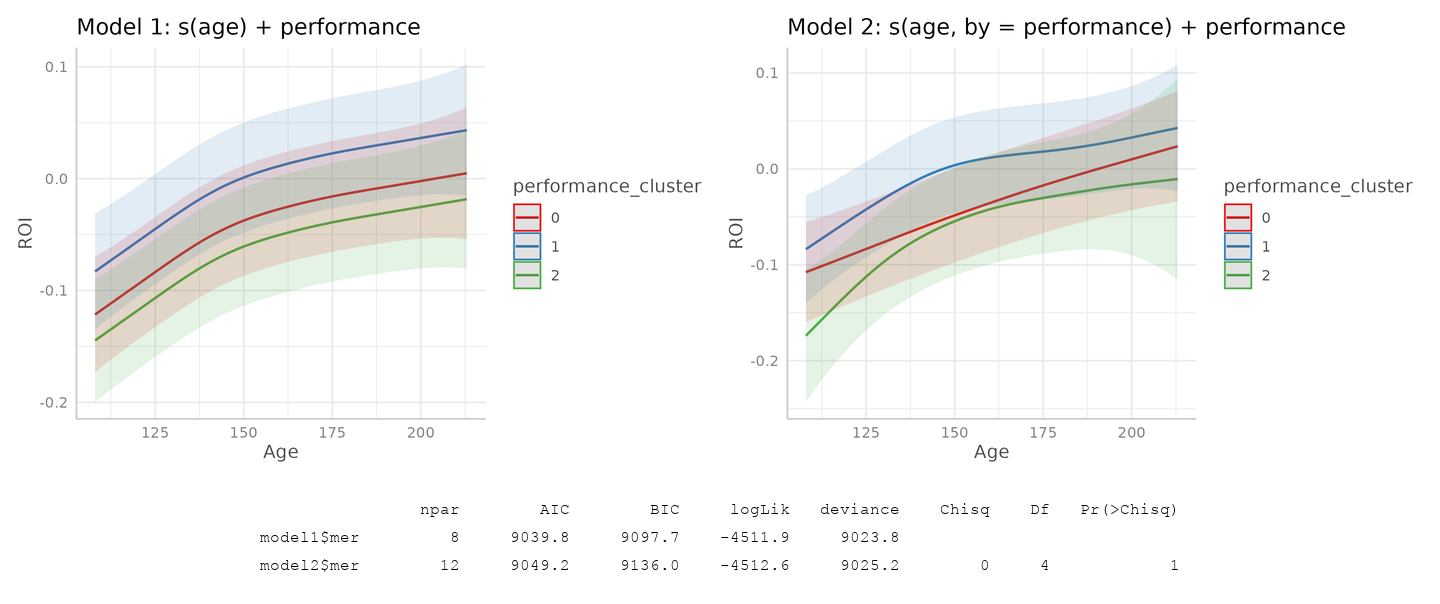 Model 1: s(age) + performance
0.1
0.0
-0.1
-0.2
ROI
125 150 175 200
Age
performance_cluster
0
1
2
Model 2: s(age, by = performance) + performance
0.1
0.0
-0.1
-0.2
ROI
125 150 175 200
Age
performance_cluster
0
1
2
npar AIC BIC logLik deviance Chisq Df Pr(>Chisq)
model1$mer 8 9039.8 9097.7 -4511.9 9023.8
model2$mer 12 9049.2 9136.0 -4512.6 9025.2 0 4 1